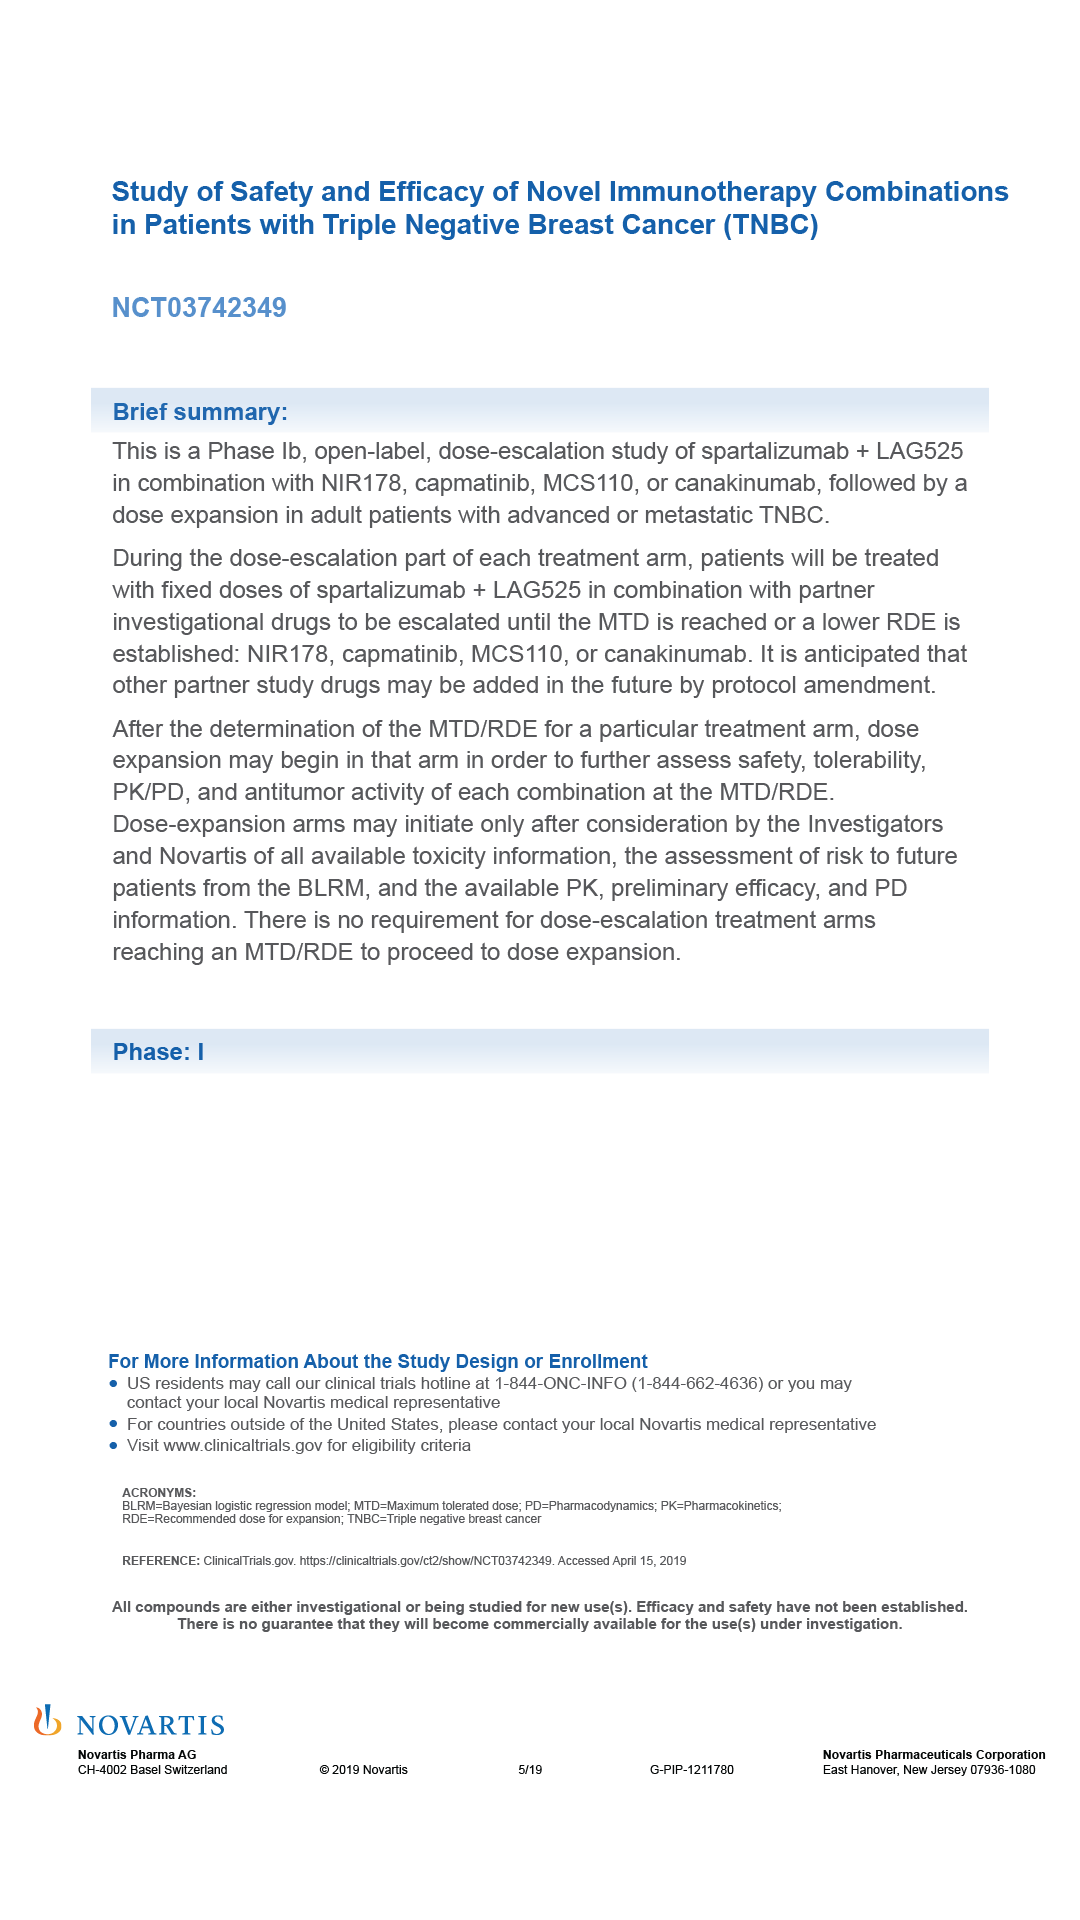 Study of Safety and Efficacy of Novel Immunotherapy Combinations
in Patients with Triple Negative Breast Cancer (TNBC)
NCT03742349
Brief summary:
This is a Phase Ib, open-label, dose-escalation study of spartalizumab + LAG525
in combination with NIR178, capmatinib, MCS110, or canakinumab, followed by a
dose expansion in adult patients with advanced or metastatic TNBC.
During the dose-escalation part of each treatment arm, patients will be treated
with fixed doses of spartalizumab + LAG525 in combination with partner
investigational drugs to be escalated until the MTD is reached or a lower RDE is
established: NIR178, capmatinib, MCS110, or canakinumab. It is anticipated that
other partner study drugs may be added in the future by protocol amendment.
After the determination of the MTD/RDE for a particular treatment arm, dose
expansion may begin in that arm in order to further assess safety, tolerability,
PK/PD, and antitumor activity of each combination at the MTD/RDE.
Dose-expansion arms may initiate only after consideration by the Investigators
and Novartis of all available toxicity information, the assessment of risk to future
patients from the BLRM, and the available PK, preliminary efficacy, and PD
information. There is no requirement for dose-escalation treatment arms
reaching an MTD/RDE to proceed to dose expansion.
Phase: I
For More Information About the Study Design or Enrollment
• US residents may call our clinical trials hotline at 1-844-ONC-INFO (1-844-662-4636) or you may
contact your local Novartis medical representative
• For countries outside of the United States, please contact your local Novartis medical representative
• Visit www.clinicaltrials.gov for eligibility criteria
ACRONYMS:
BLRM=Bayesian logistic regression model; MTD=Maximum tolerated dose; PD=Pharmacodynamics; PK=Pharmacokinetics;
RDE=Recommended dose for expansion; TNBC=Triple negative breast cancer
REFERENCE: ClinicalTrials.gov. https://clinicaltrials.gov/ct2/show/NCT03742349. Accessed April 15, 2019
All compounds are either investigational or being studied for new use(s). Efficacy and safety have not been established.
There is no guarantee that they will become commercially available for the use(s) under investigation.
NOVARTIS
Novartis Pharma AG
CH-4002 Basel Switzerland
© 2019 Novartis
5/19
G-PIP-1211780
Novartis Pharmaceuticals Corporation
East Hanover, New Jersey 07936-1080